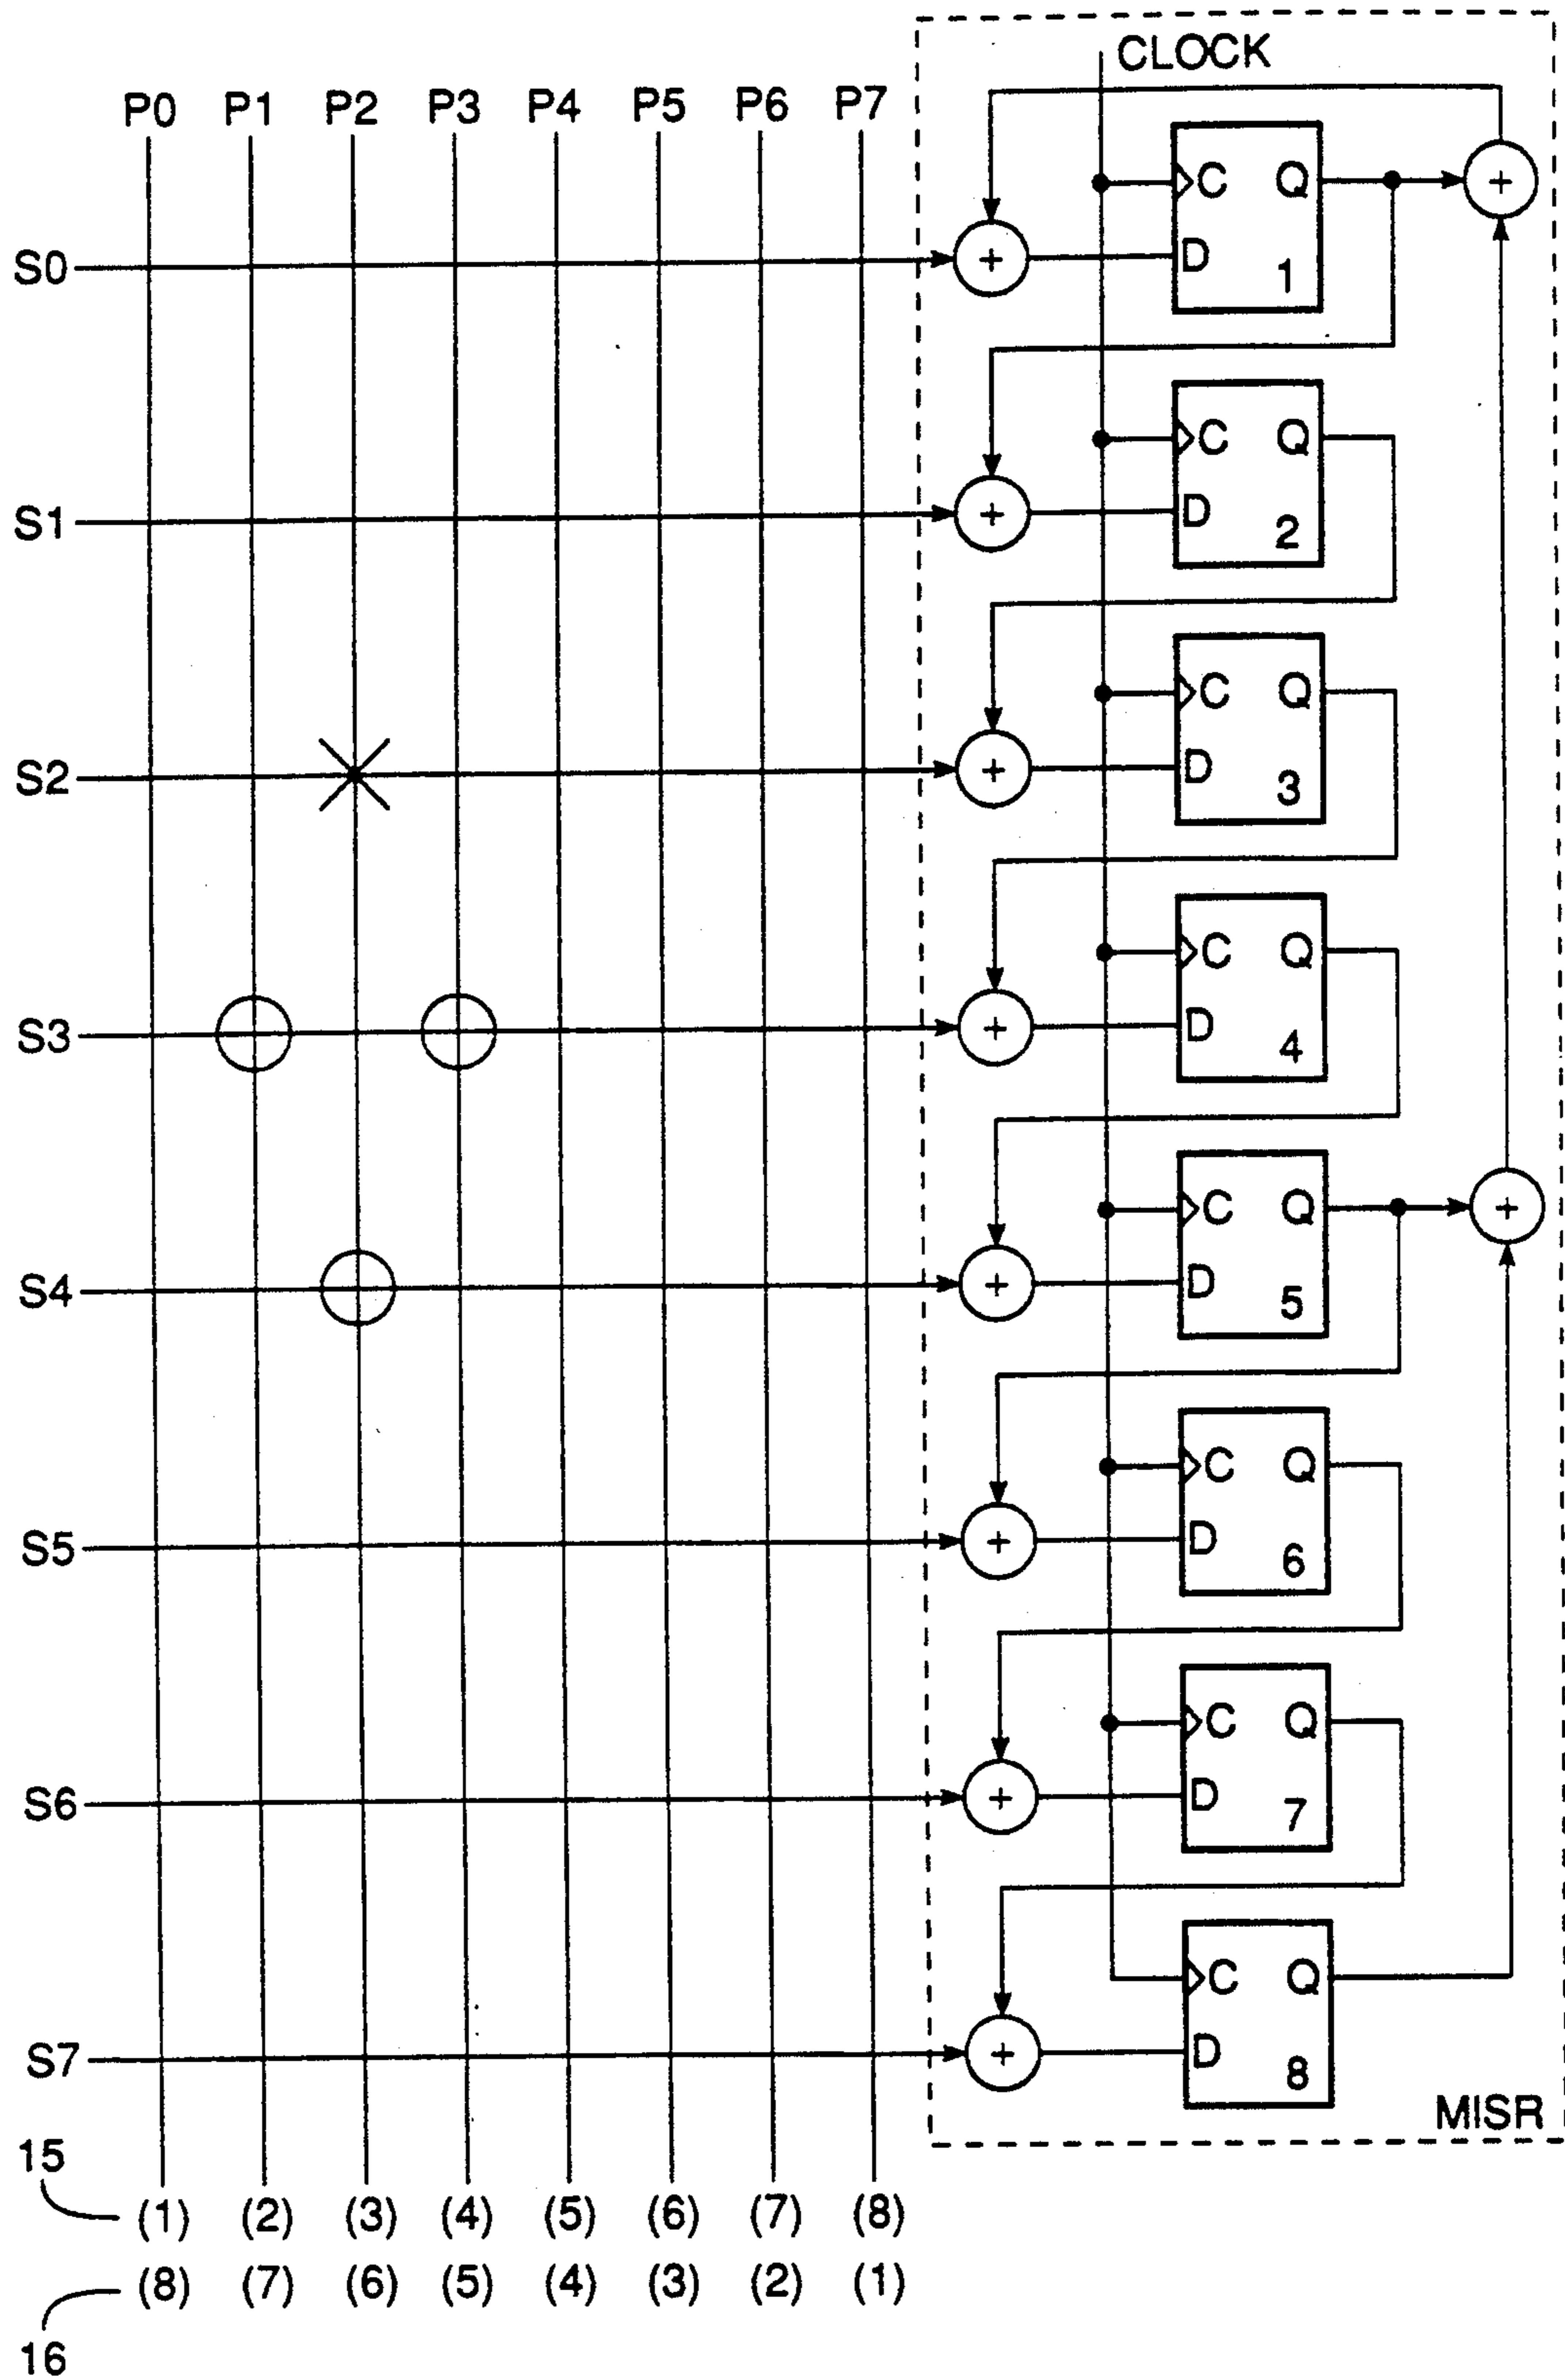 CLOCK
P0 P1 P2 P3 P4 P5 P6 P7
C Q
+
S0
+
D 1
C Q
S1
+
D 2
C Q
S2
+
D 3
C Q
S3
+
D 4
C Q
+
S4
+
D 5
C Q
S5
+
D 6
C Q
S6
+
D 7
C Q
S7
+
D 8
MISR
15
(1) (2) (3) (4) (5) (6) (7) (8)
(8) (7) (6) (5) (4) (3) (2) (1)
16